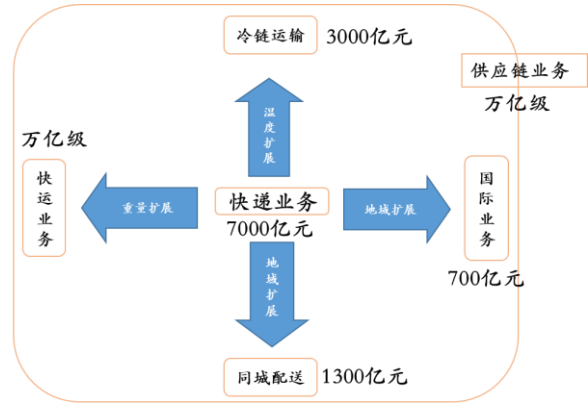 冷链运输
3000亿元
供应链业务
万亿级
温度扩展
万亿级
快运业务
重量扩展
快递业务
7000亿元
地域扩展
国际业务
700亿元
地域扩展
同城配送
1300亿元